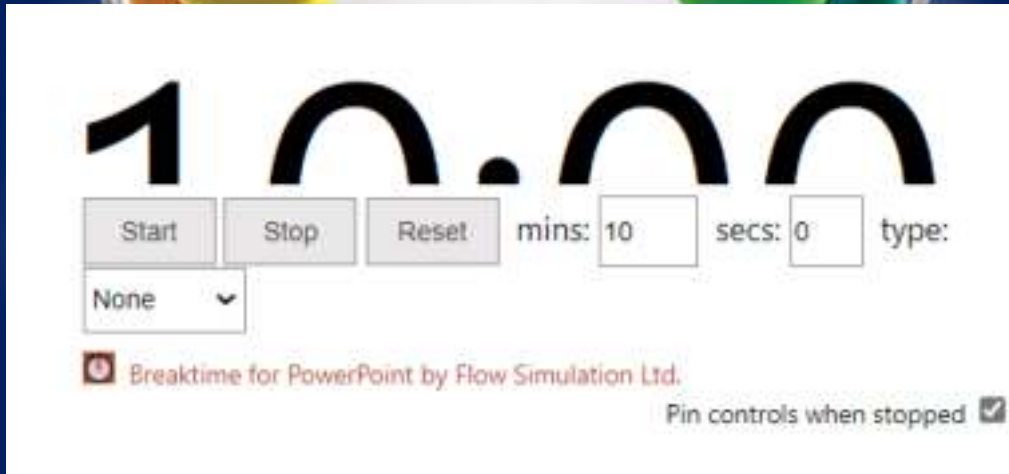 10:00
Start Stop Reset mins: 10 secs: 0 type:
None
Breaktime for PowerPoint by Flow Simulation Ltd.
Pin controls when stopped